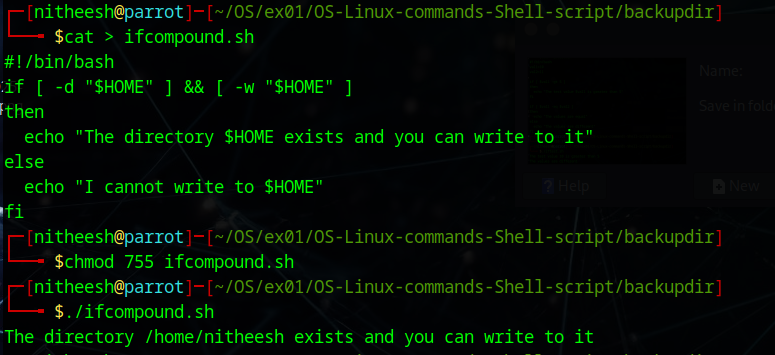 ┌─[nitheesh@parrot]─[~/OS/ex01/OS-Linux-commands-Shell-script/backupdir]
└──╼ $cat > ifcompound.sh
#!/bin/bash
if [ -d "$HOME" ] && [ -w "$HOME" ]
then
  echo "The directory $HOME exists and you can write to it"
else
  echo "I cannot write to $HOME"
fi
┌─[nitheesh@parrot]─[~/OS/ex01/OS-Linux-commands-Shell-script/backupdir]
└──╼ $chmod 755 ifcompound.sh
┌─[nitheesh@parrot]─[~/OS/ex01/OS-Linux-commands-Shell-script/backupdir]
└──╼ $./ifcompound.sh
The directory /home/nitheesh exists and you can write to it
Name:
Save in fold
Help
New